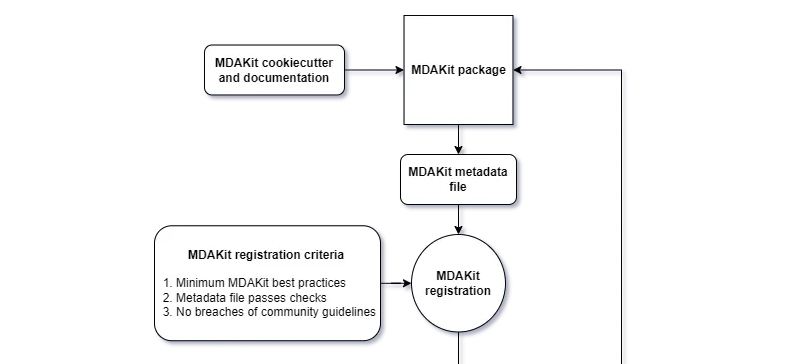 MDAKit cookiecutter
and documentation
MDAKit package
MDAKit metadata
file
MDAKit registration criteria
1. Minimum MDAKit best practices
2. Metadata file passes checks
3. No breaches of community guidelines
MDAKit
registration